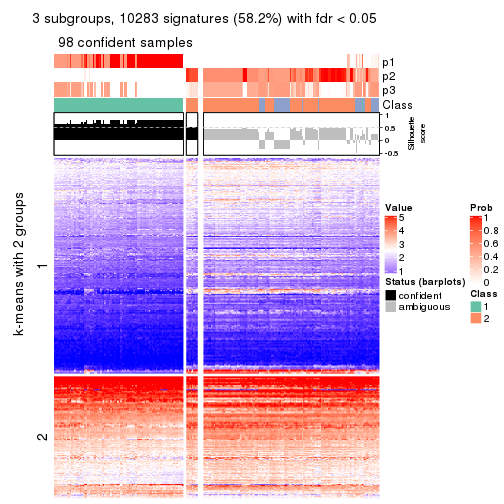 3 subgroups, 10283 signatures (58.2%) with fdr < 0.05
98 confident samples
p1
p2
p3
Class
1
0.5
0
-0.5
Silhouette
score
k-means with 2 groups
1
2
Value
5
4
3
2
1
Status (barplots)
confident
ambiguous
Prob
1
0.8
0.6
0.4
0.2
0
Class
1
2